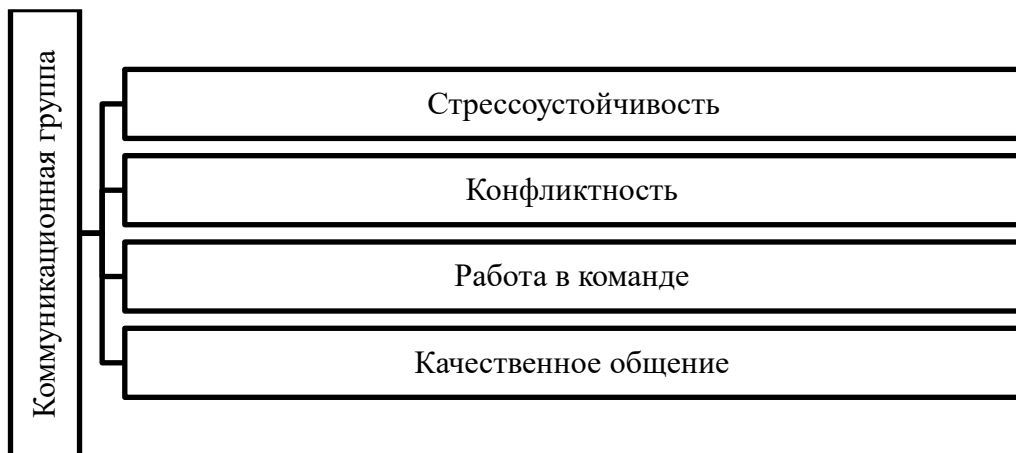 Коммуникационная группа
Стрессоустойчивость
Конфликтность
Работа в команде
Качественное общение